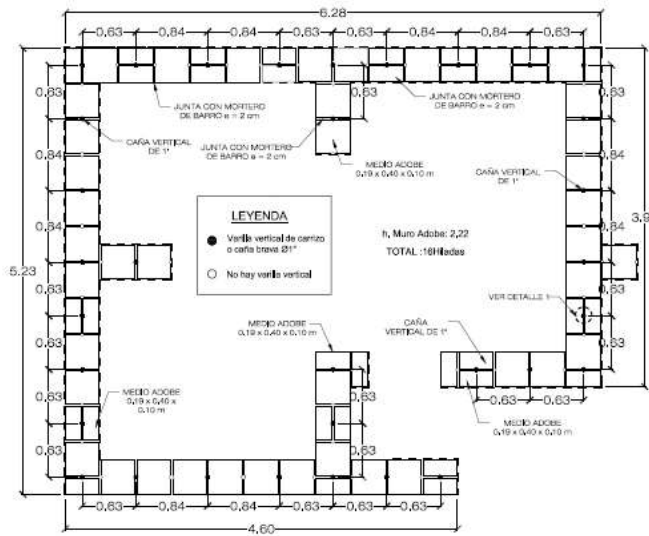 6.28
0.63 0.84 0.84 0.63 0.63 0.84 0.84 0.63
0.63
0.63
0.63
JUNTA CON MORTERO
DE BARRO e = 2 cm
JUNTA CON MORTERO
DE BARRO e = 2 cm
CAÑA VERTICAL
DE 1"
JUNTA CON MORTERO
DE BARRO e = 2 cm
MEDIO ADOBE
0.19 x 0.40 x 0.10 m
CAÑA VERTICAL
DE 1"
0.84
0.84
0.84
0.84
LEYENDA
Varilla vertical de carrizo
o caña brava Ø1"
No hay varilla vertical
h. Muro Adobe: 2,22
TOTAL :16Hiladas
3.9
5.23
0.63
0.63
VER DETALLE 1
0.63
0.63
MEDIO ADOBE
0.19 x 0.40 x 0.10 m
CAÑA
VERTICAL DE 1"
MEDIO ADOBE
0.19 x 0.40 x
0.10 m
0.63
0.63
0.63 0.63
MEDIO ADOBE
0.19 x 0.40 x 0.10 m
0.63
0.63
0.63 0.84 0.84 0.63 0.63 0.63
4.60